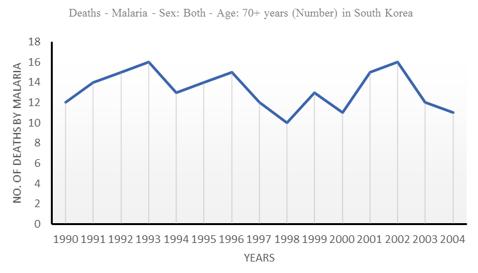 Deaths - Malaria - Sex: Both - Age: 70+ years (Number) in South Korea
NO. OF DEATHS BY MALARIA
18
16
14
12
10
8
6
4
2
0
1990 1991 1992 1993 1994 1995 1996 1997 1998 1999 2000 2001 2002 2003 2004
YEARS